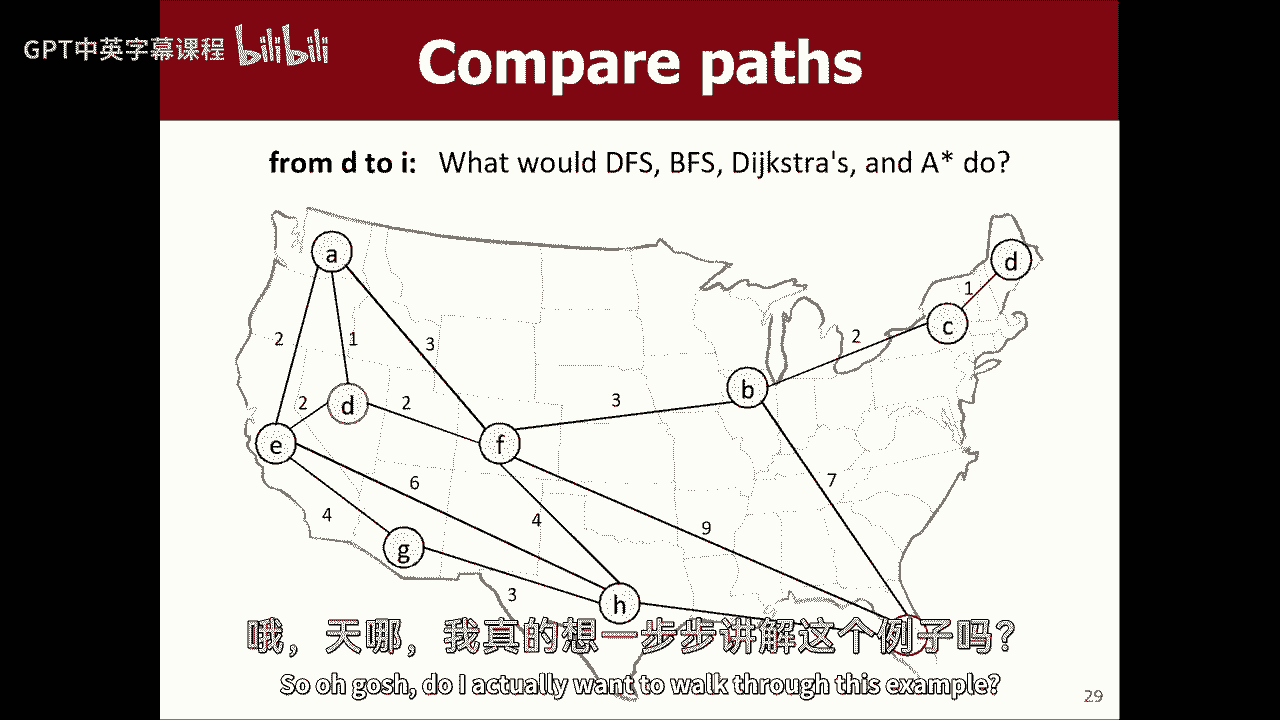 GPT中英字幕课程 bilibili
Compare paths
from d to i: What would DFS, BFS, Dijkstra's, and A* do?
a
d
1
c
2
1
3
2
b
2
d
2
3
e
f
6
7
4
4
9
g
3
h
哦，天哪，我真的想一步步讲解这个例子吗？
So oh gosh, do I actually want to walk through this example?
29